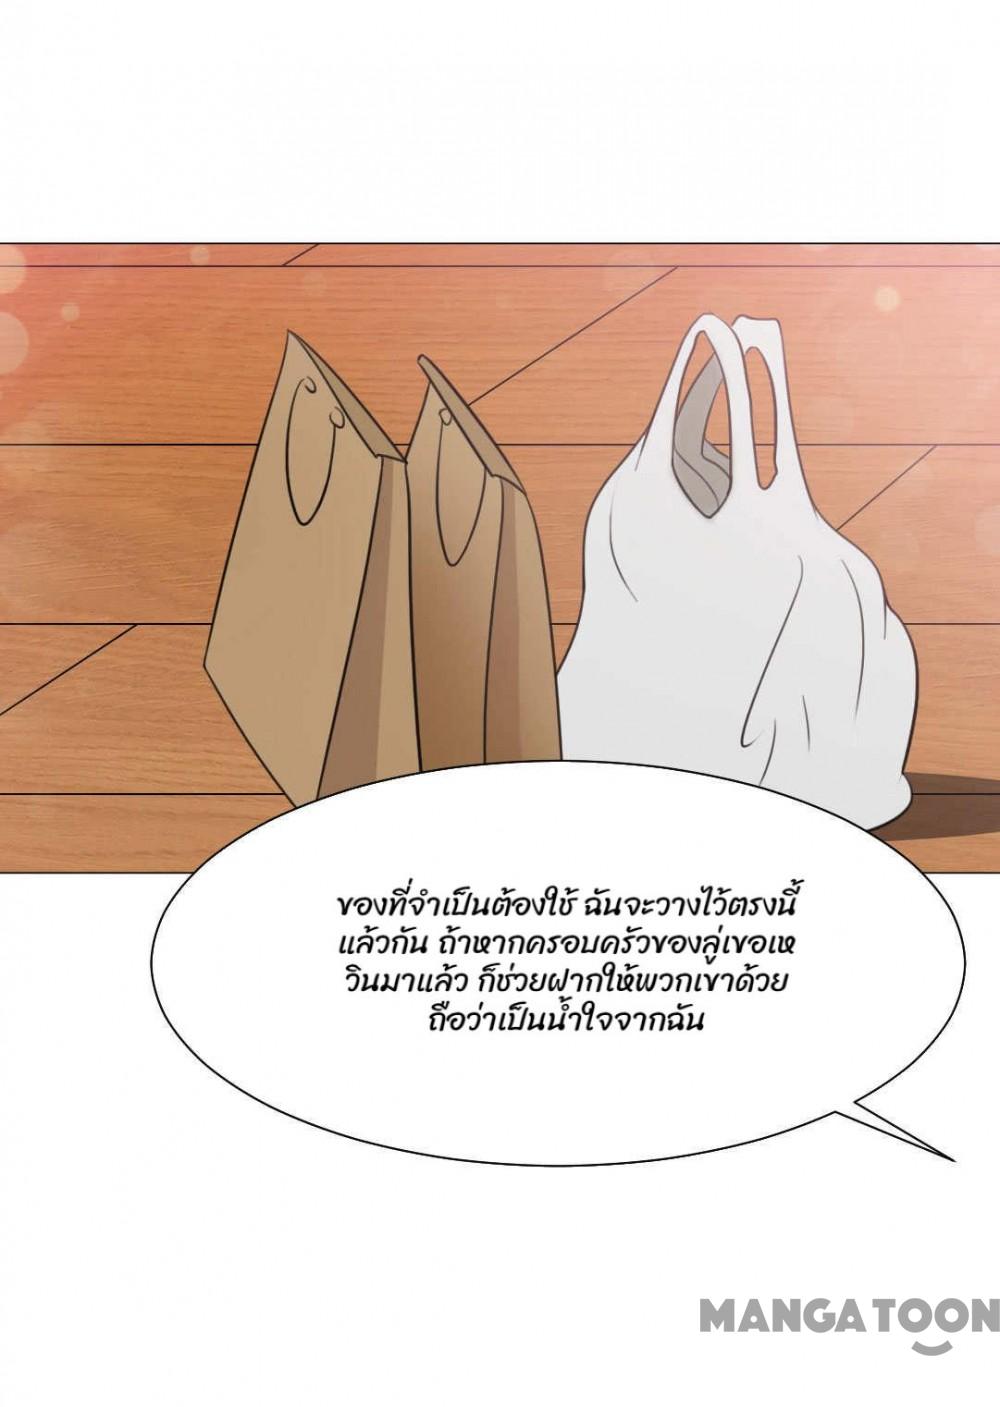 ของที่จำเป็นต้องใช้ ฉันจะวางไว้ตรงนี้
แล้วกัน ถ้าหากครอบครัวของลู่เขอเห
วินมาแล้ว ก็ช่วยฝากให้พวกเขาด้วย
ถือว่าเป็นน้ำใจจากฉัน
MANGATOON